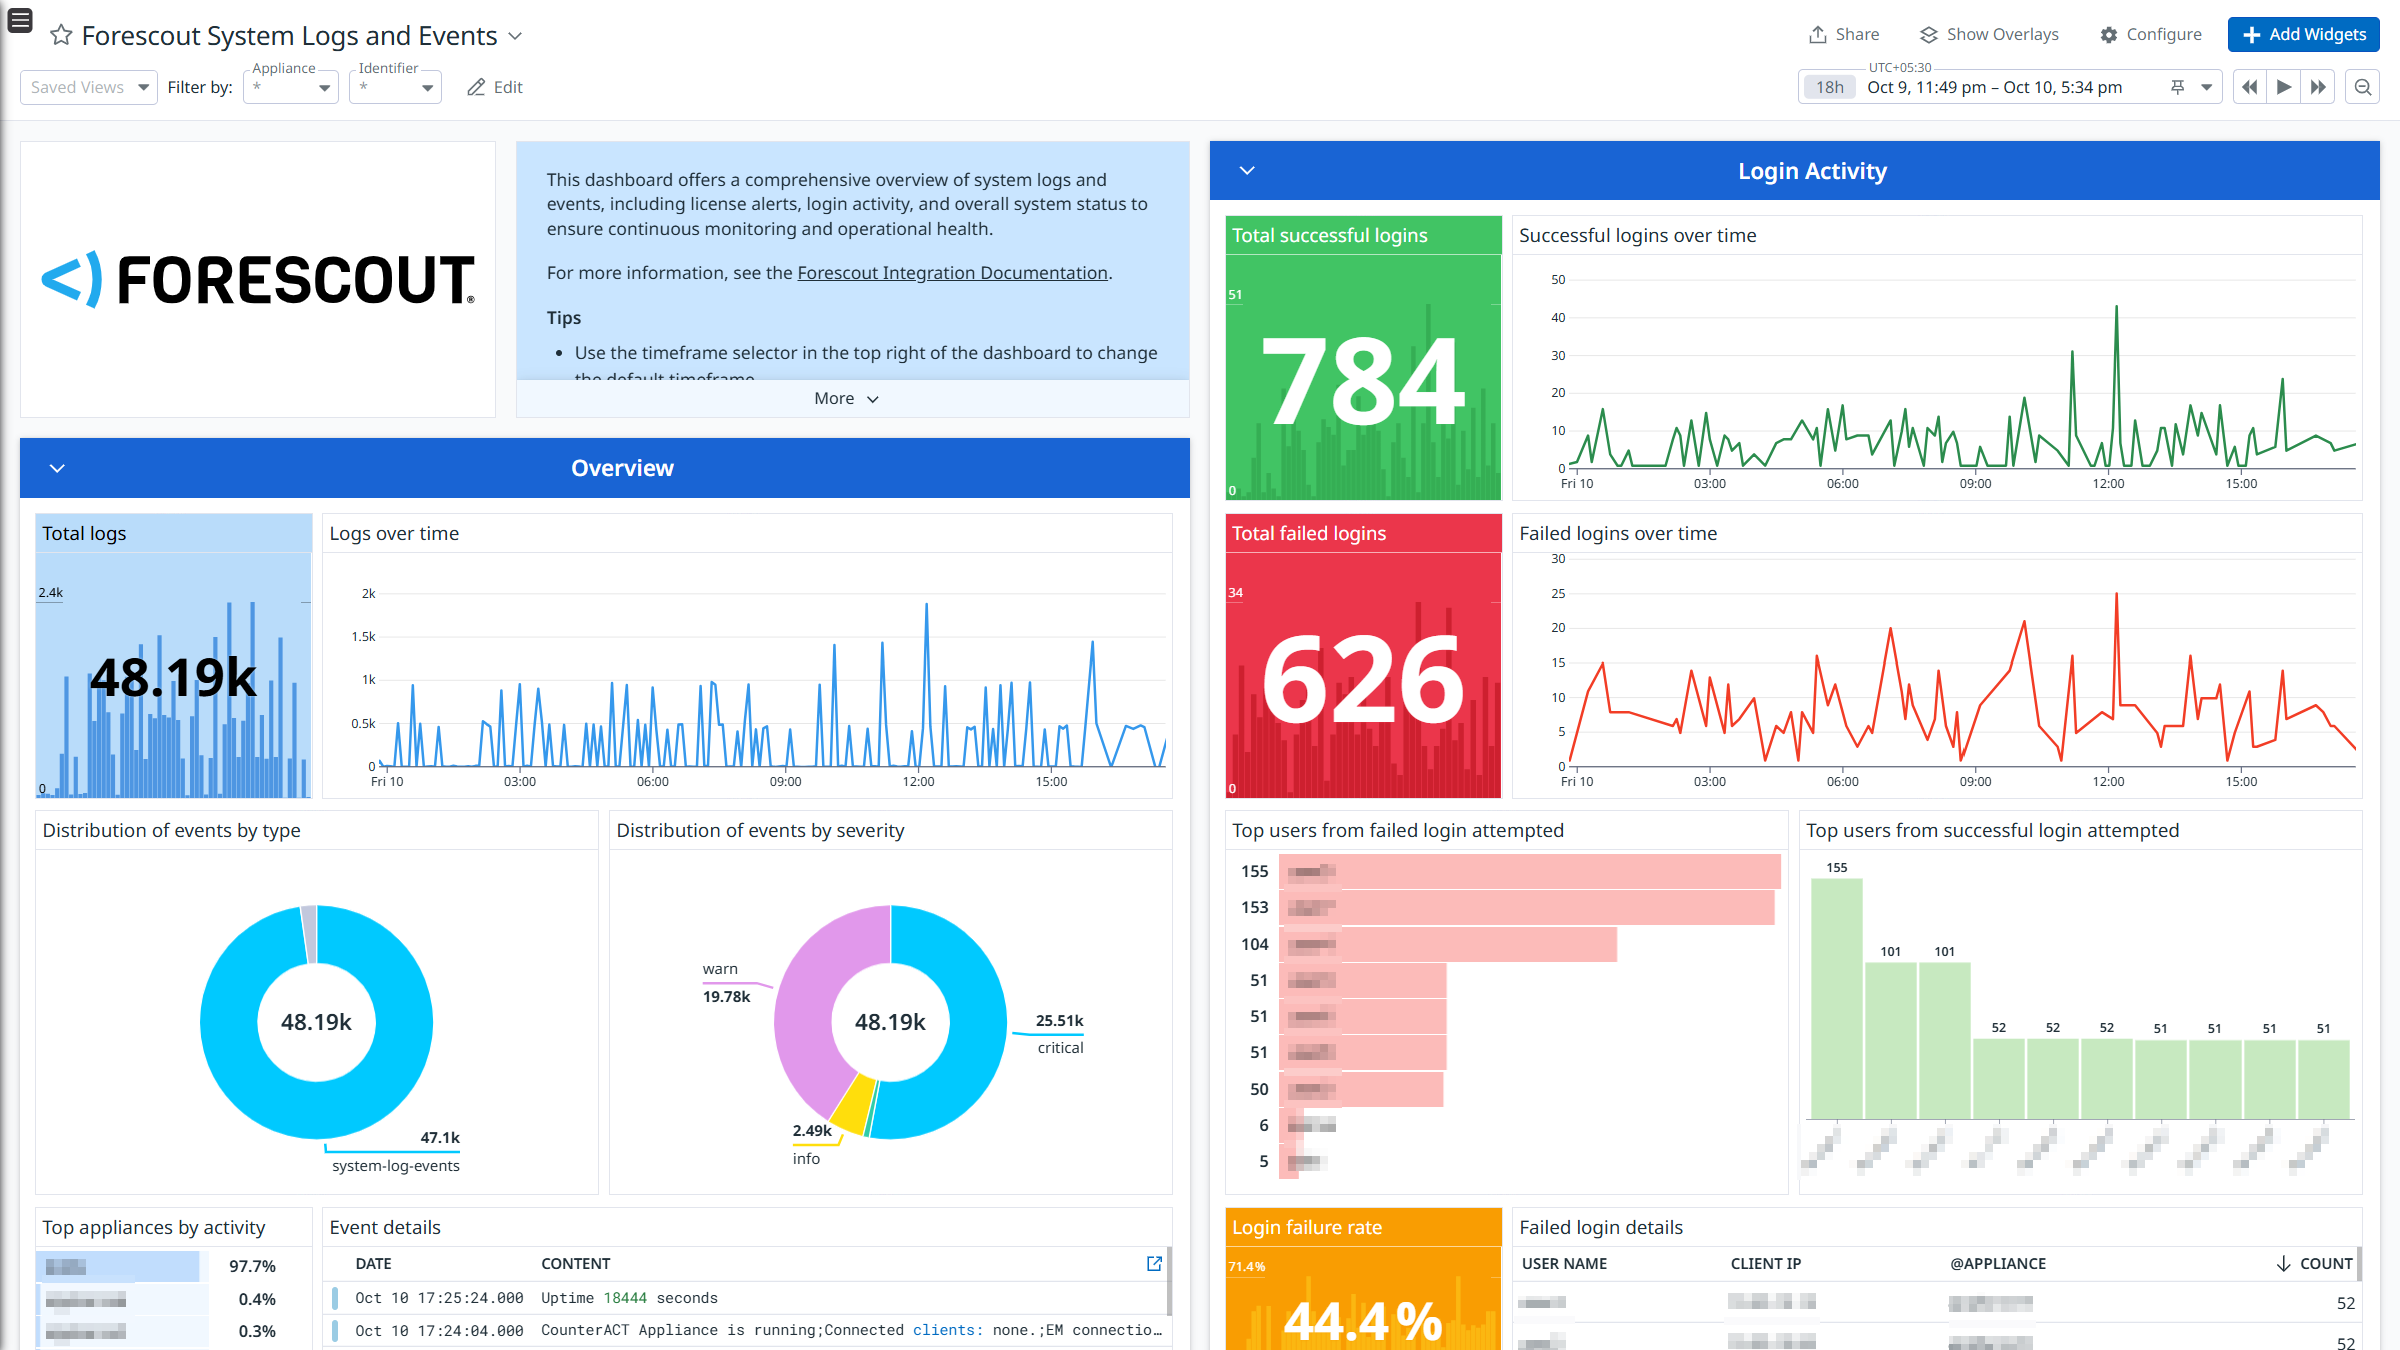 Forescout System Logs and Events
Share
Show Overlays
Configure
Add Widgets
Saved Views
Filter by:
Appliance
*
Identifier
*
Edit
UTC+05:30
18h
Oct 9, 11:49 pm – Oct 10, 5:34 pm
<) FORESCOUT®
This dashboard offers a comprehensive overview of system logs and
events, including license alerts, login activity, and overall system status to
ensure continuous monitoring and operational health.
For more information, see the Forescout Integration Documentation.
Tips
• Use the timeframe selector in the top right of the dashboard to change
the default timeframe
More
Overview
Total logs
2.4k
48.19k
0
Logs over time
2k
1.5k
1k
0.5k
0
Fri 10
03:00
06:00
09:00
12:00
15:00
Distribution of events by type
48.19k
47.1k
system-log-events
Distribution of events by severity
warn
19.78k
48.19k
25.51k
critical
2.49k
info
Top appliances by activity
97.7%
0.4%
0.3%
Event details
DATE CONTENT
Oct 10 17:25:24.000 Uptime 18444 seconds
Oct 10 17:24:04.000 CounterACT Appliance is running;Connected clients: none.;EM connectio…
Login Activity
Total successful logins
51
784
0
Successful logins over time
50
40
30
20
10
0
Fri 10
03:00
06:00
09:00
12:00
15:00
Total failed logins
34
626
0
Failed logins over time
30
25
20
15
10
5
0
Fri 10
03:00
06:00
09:00
12:00
15:00
Top users from failed login attempted
155
153
104
51
51
51
50
6
5
Top users from successful login attempted
155
101
101
52
52
52
51
51
51
51
Login failure rate
71.4%
44.4%
Failed login details
USER NAME CLIENT IP @APPLIANCE COUNT
52
52